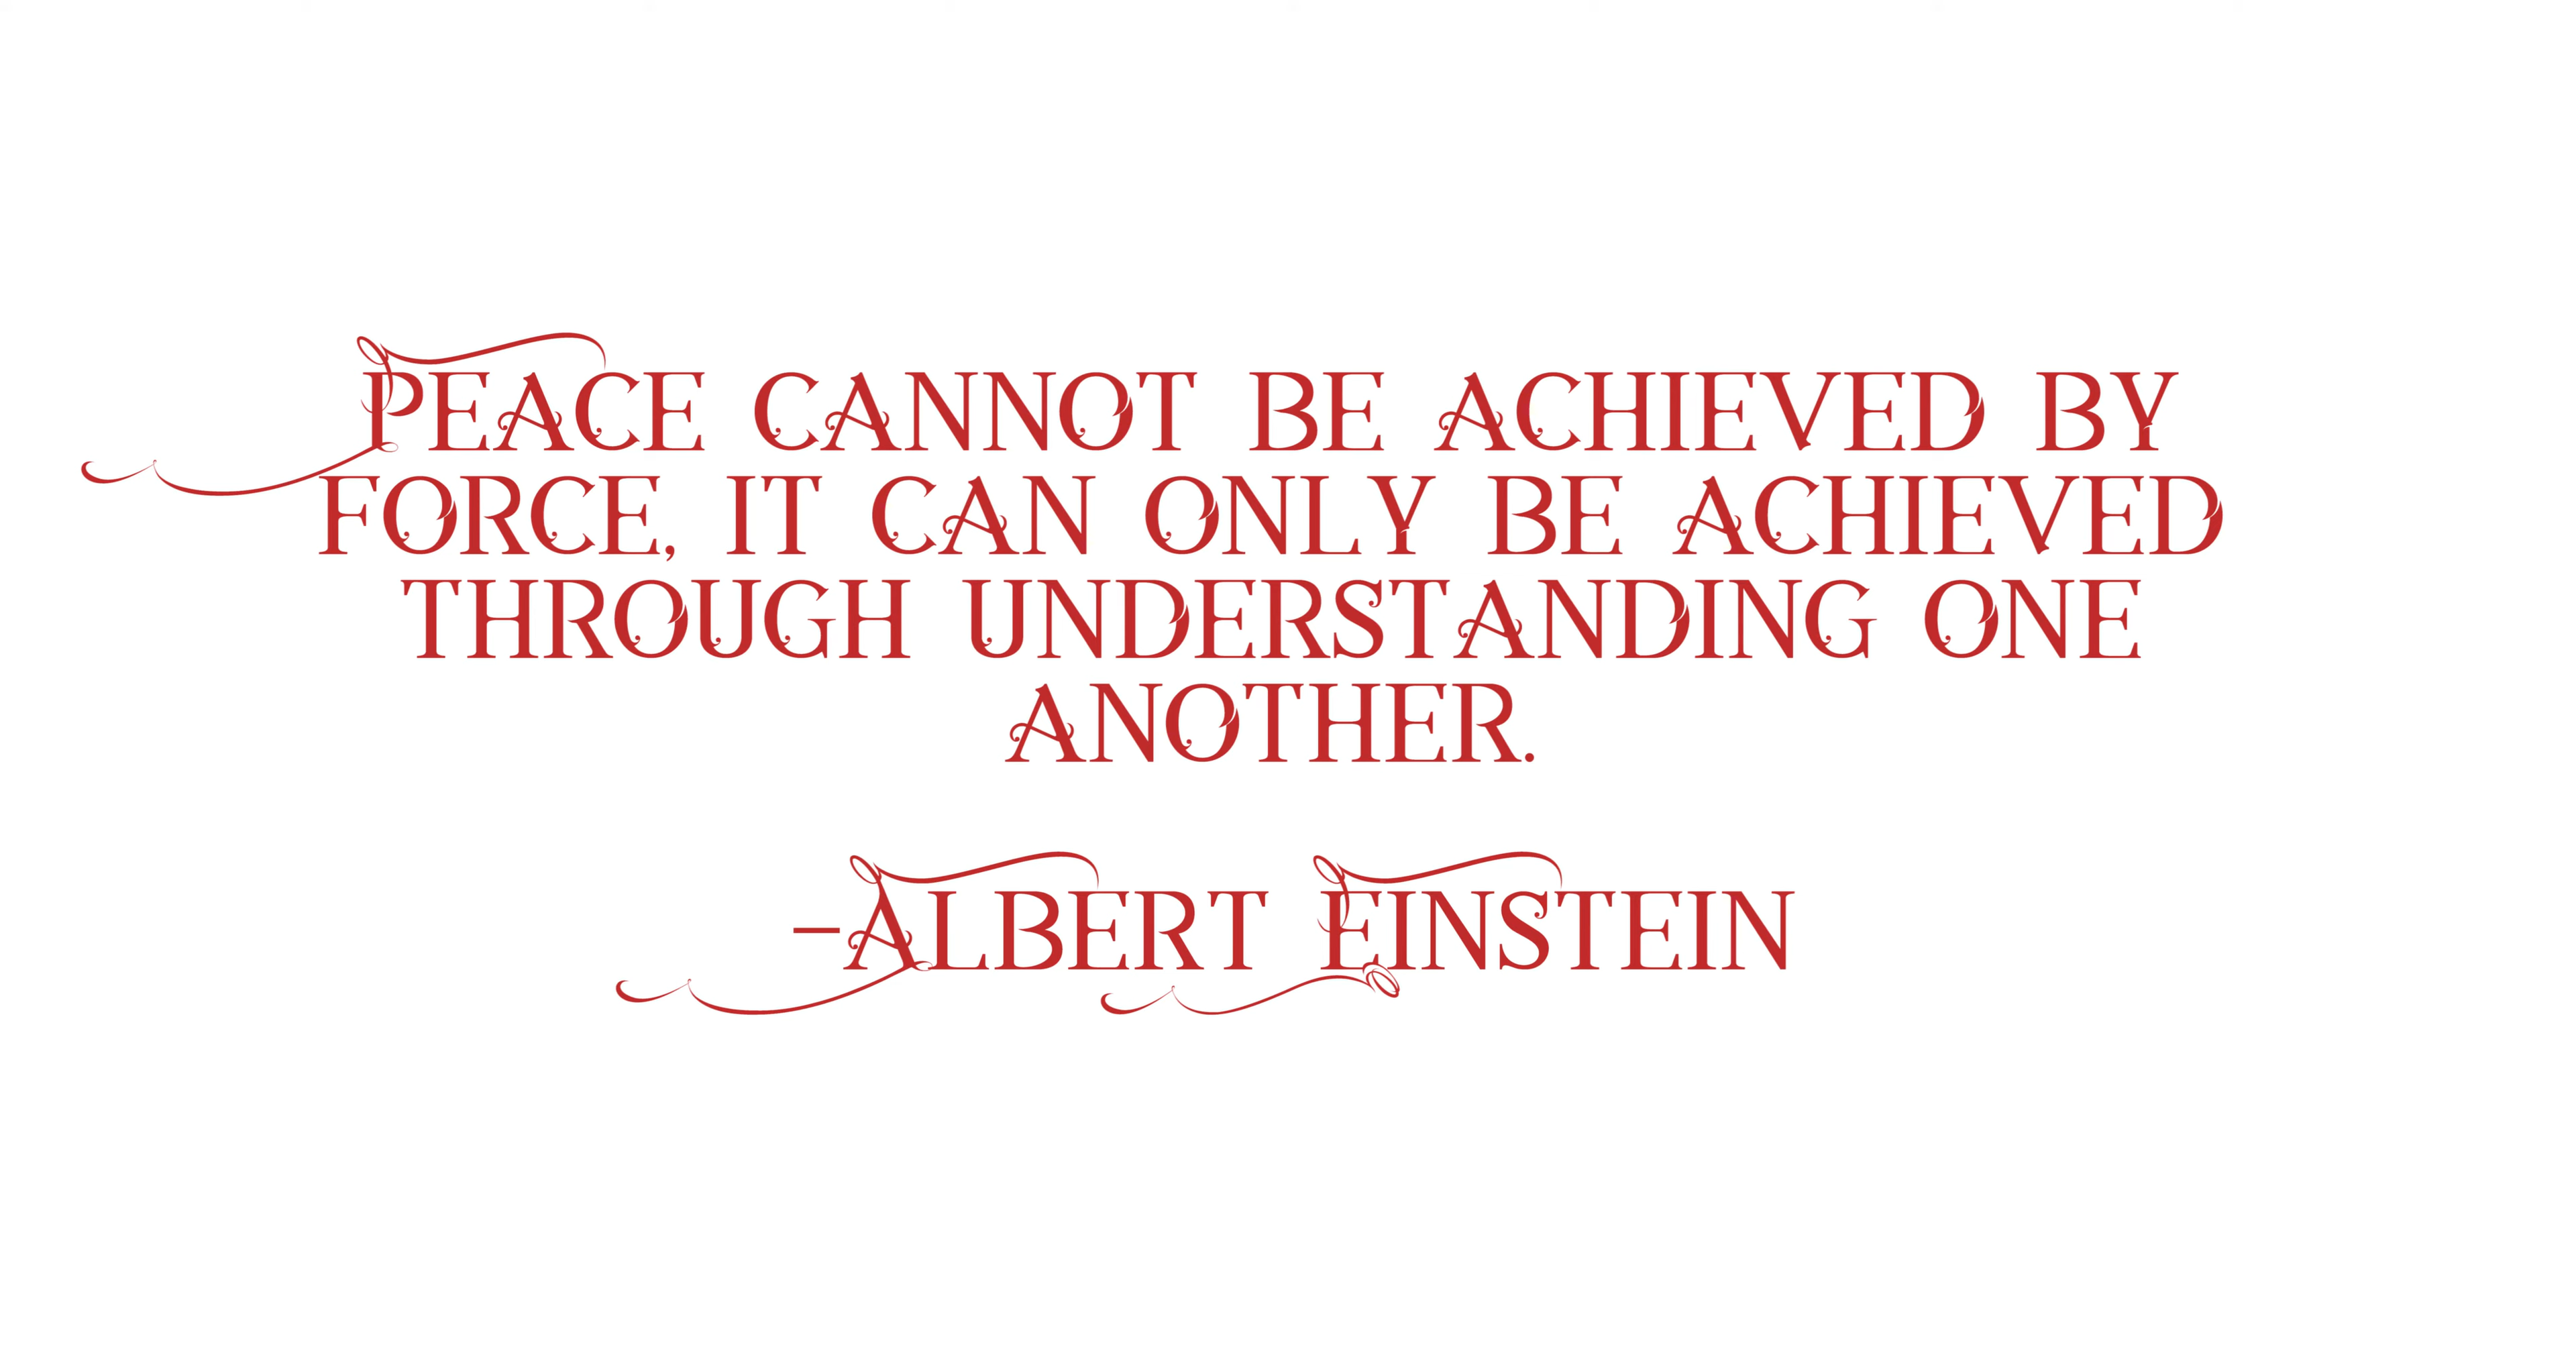 PEACE CANNOT BE ACHIEVED BY
FORCE, IT CAN ONLY BE ACHIEVED
THROUGH UNDERSTANDING ONE
ANOTHER.
–ALBERT EINSTEIN